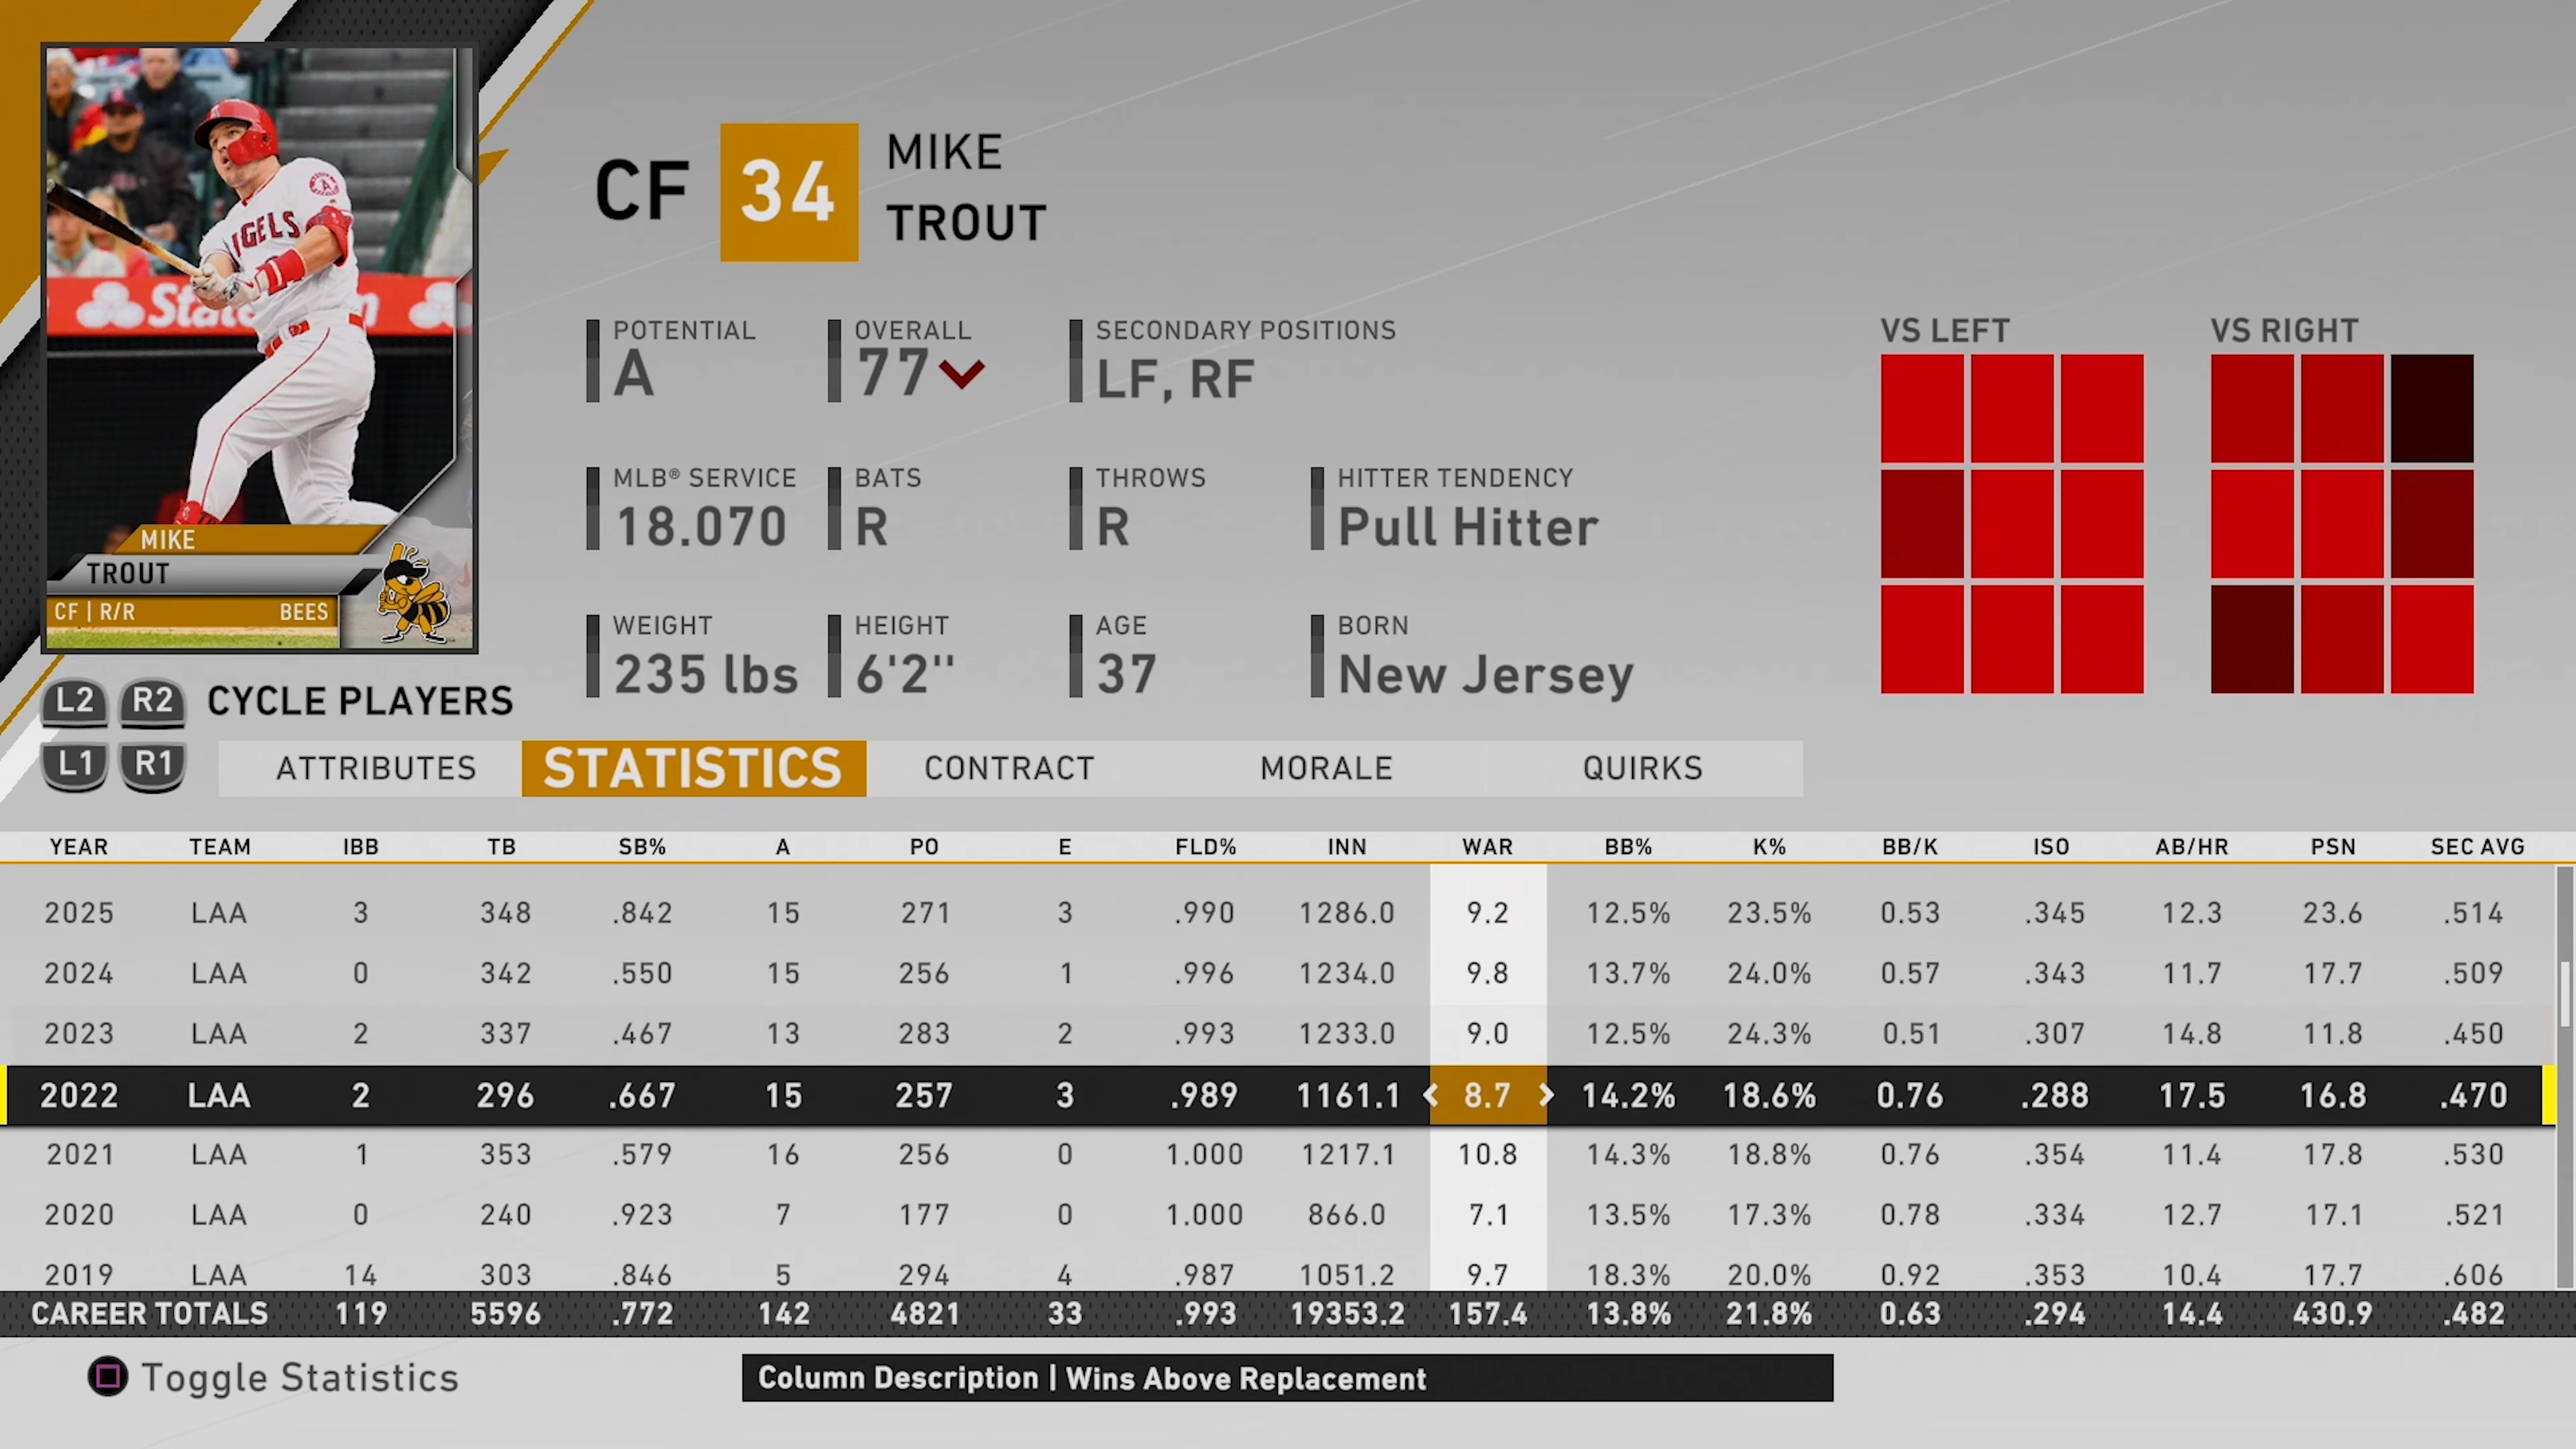 CF 34 MIKE
TROUT
POTENTIAL OVERALL SECONDARY POSITIONS
A 77 LF, RF
VS LEFT VS RIGHT
MLB® SERVICE BATS THROWS HITTER TENDENCY
18.070 R R Pull Hitter
WEIGHT HEIGHT AGE BORN
235 lbs 6'2'' 37 New Jersey
ANGELS
MIKE
TROUT
CF | R/R BEES
L2 R2 CYCLE PLAYERS
L1 R1 ATTRIBUTES STATISTICS CONTRACT MORALE QUIRKS
YEAR TEAM IBB TB SB% A PO E FLD% INN WAR BB% K% BB/K ISO AB/HR PSN SEC AVG
2025 LAA 3 348 .842 15 271 3 .990 1286.0 9.2 12.5% 23.5% 0.53 .345 12.3 23.6 .514
2024 LAA 0 342 .550 15 256 1 .996 1234.0 9.8 13.7% 24.0% 0.57 .343 11.7 17.7 .509
2023 LAA 2 337 .467 13 283 2 .993 1233.0 9.0 12.5% 24.3% 0.51 .307 14.8 11.8 .450
2022 LAA 2 296 .667 15 257 3 .989 1161.1 < 8.7 > 14.2% 18.6% 0.76 .288 17.5 16.8 .470
2021 LAA 1 353 .579 16 256 0 1.000 1217.1 10.8 14.3% 18.8% 0.76 .354 11.4 17.8 .530
2020 LAA 0 240 .923 7 177 0 1.000 866.0 7.1 13.5% 17.3% 0.78 .334 12.7 17.1 .521
2019 LAA 14 303 .846 5 294 4 .987 1051.2 9.7 18.3% 20.0% 0.92 .353 10.4 17.7 .606
CAREER TOTALS 119 5596 .772 142 4821 33 .993 19353.2 157.4 13.8% 21.8% 0.63 .294 14.4 430.9 .482
Toggle Statistics
Column Description | Wins Above Replacement